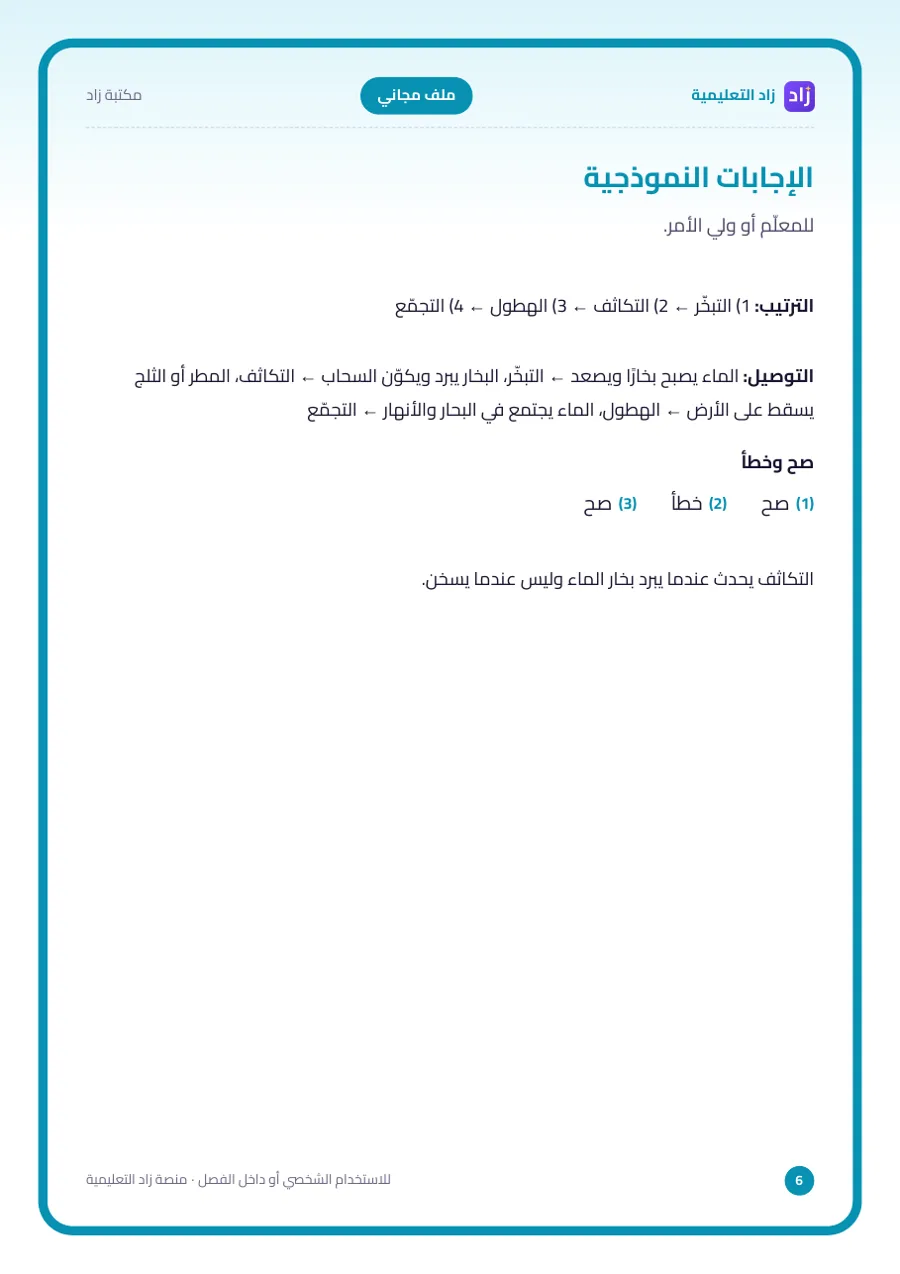 زاد زاد التعليمية
ملف مجاني
مكتبة زاد
الإجابات النموذجية
للمعلّم أو ولي الأمر.
الترتيب: 1) التبخّر ← 2) التكاثف ← 3) الهطول ← 4) التجمّع
التوصيل: الماء يصبح بخارًا ويصعد ← التبخّر، البخار يبرد ويكوّن السحاب ← التكاثف، المطر أو الثلج
يسقط على الأرض ← الهطول، الماء يجتمع في البحار والأنهار ← التجمّع
صح وخطأ
(1) صح (2) خطأ (3) صح
التكاثف يحدث عندما يبرد بخار الماء وليس عندما يسخن.
6
للاستخدام الشخصي أو داخل الفصل · منصة زاد التعليمية